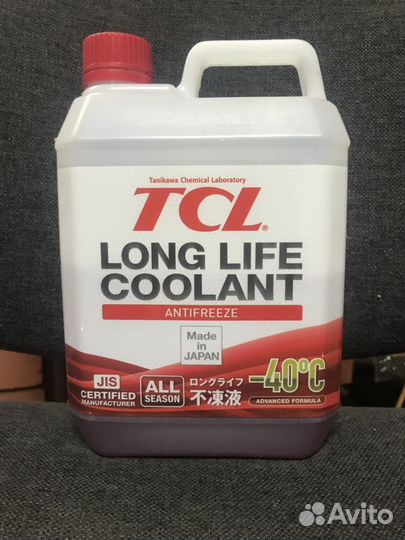 Tanikawa Chemical Laboratory
TCL®
LONG LIFE
COOLANT
ANTIFREEZE
Made
in
JAPAN
JIS
CERTIFIED
MANUFACTURER
ALL
SEASON
ロングライフ
不凍液
-40°C
ADVANCED FORMULA
Avito